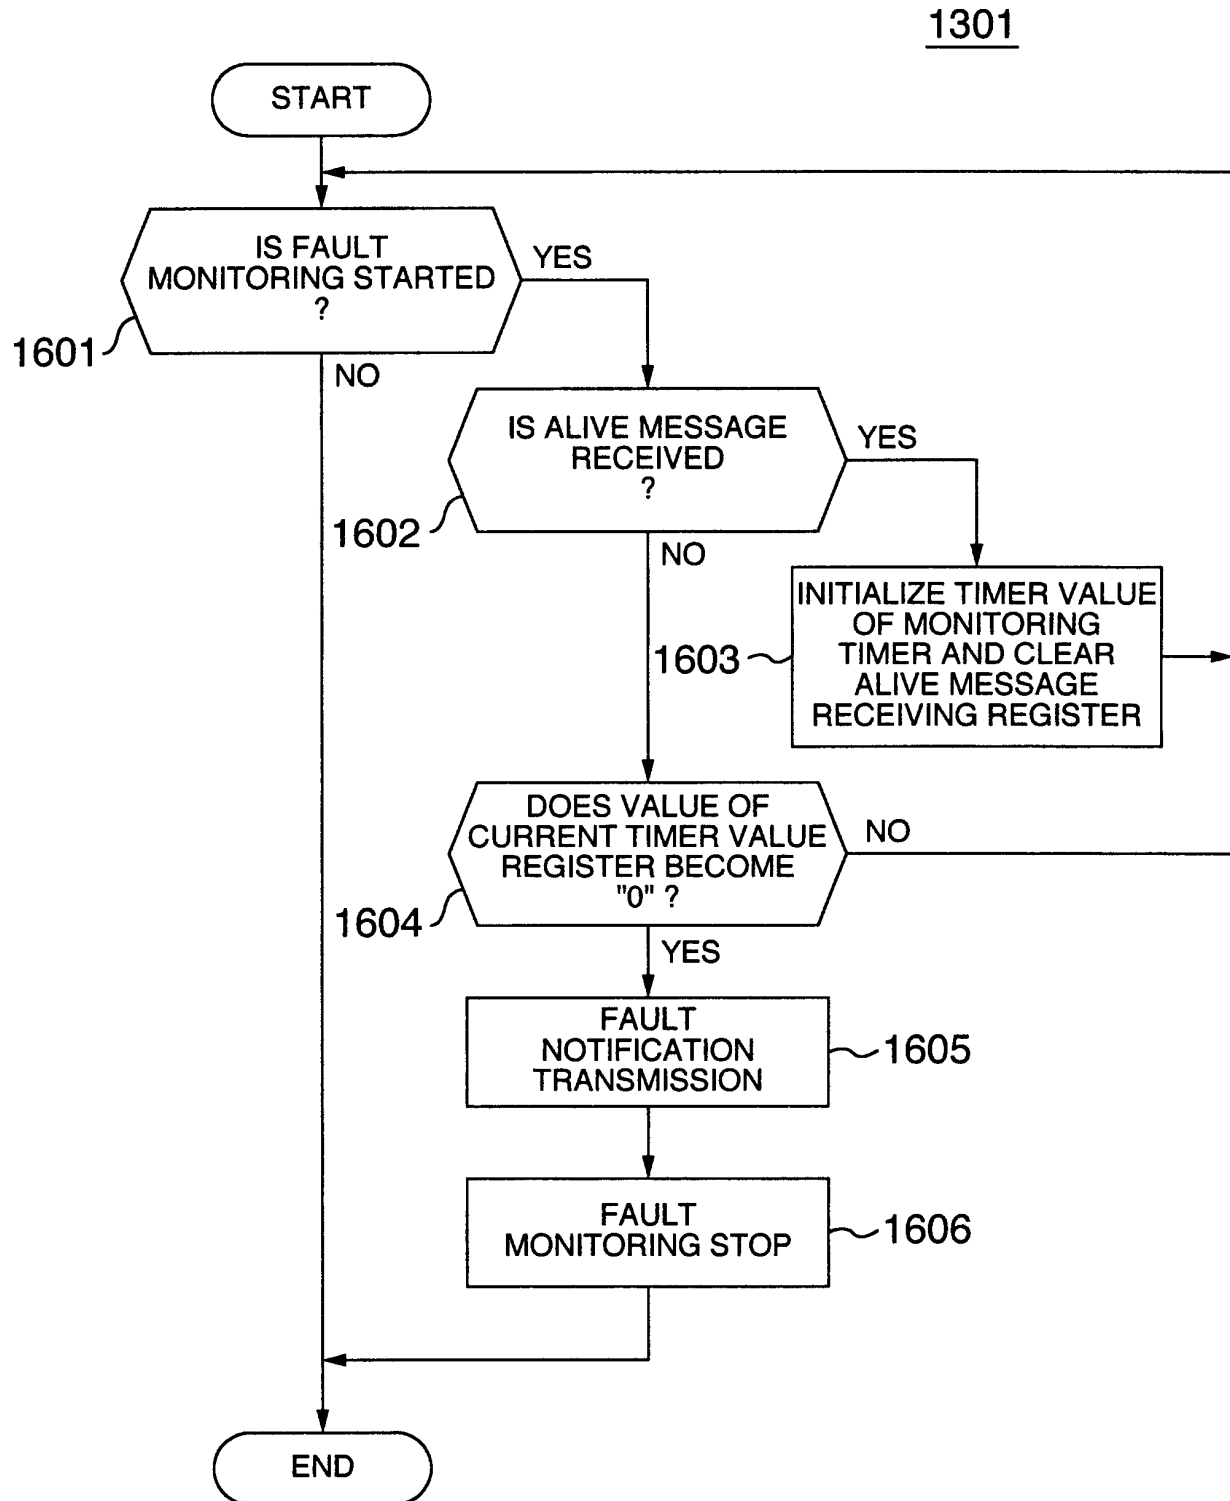 1301
START
IS FAULT
MONITORING STARTED
?
YES
1601
NO
IS ALIVE MESSAGE
RECEIVED
?
YES
1602
NO
INITIALIZE TIMER VALUE
OF MONITORING
TIMER AND CLEAR
ALIVE MESSAGE
RECEIVING REGISTER
1603
DOES VALUE OF
CURRENT TIMER VALUE
REGISTER BECOME
"0" ?
NO
1604
YES
FAULT
NOTIFICATION
TRANSMISSION
1605
FAULT
MONITORING STOP
1606
END